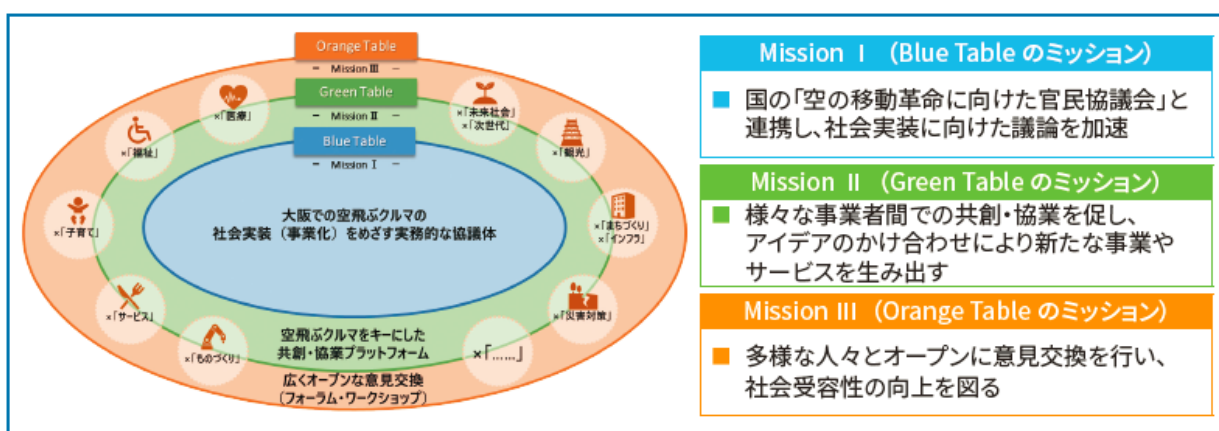 Orange Table
− Mission Ⅲ −
Green Table
− Mission Ⅱ −
Blue Table
− Mission Ⅰ −
×「医療」
×「未来社会」
×「次世代」
×「福祉」
×「観光」
×「子育て」
×「まちづくり」
×「インフラ」
×「サービス」
×「災害対策」
×「ものづくり」
×「……」
大阪での空飛ぶクルマの
社会実装（事業化）をめざす実務的な協議体
空飛ぶクルマをキーにした
共創・協業プラットフォーム
広くオープンな意見交換
（フォーラム・ワークショップ）
Mission Ⅰ （Blue Table のミッション）
■ 国の「空の移動革命に向けた官民協議会」と
連携し、社会実装に向けた議論を加速
Mission Ⅱ （Green Table のミッション）
■ 様々な事業者間での共創・協業を促し、
アイデアのかけ合わせにより新たな事業や
サービスを生み出す
Mission Ⅲ （Orange Table のミッション）
■ 多様な人々とオープンに意見交換を行い、
社会受容性の向上を図る